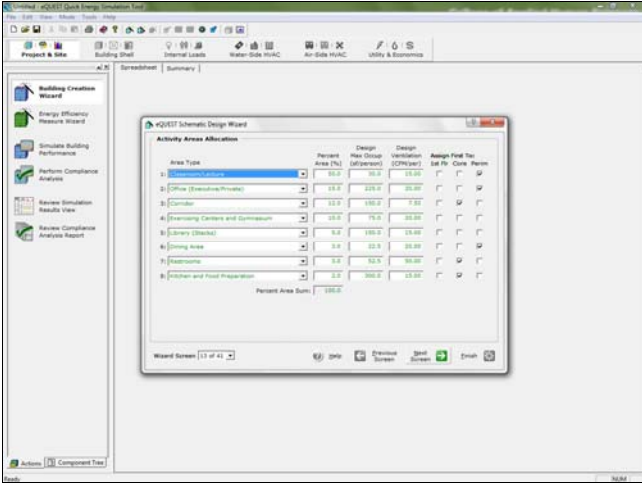 Untitled - eQUEST Quick Energy Simulation Tool
File Edit View Mode Tools Help
Project & Site Building Shell Internal Loads Water-Side HVAC Air-Side HVAC Utility & Economics
Spreadsheet Summary
Building Creation
Wizard
Energy Efficiency
Measure Wizard
Simulate Building
Performance
Perform Compliance
Analysis
Review Simulation
Results View
Review Compliance
Analysis Report
eQUEST Schematic Design Wizard
Activity Areas Allocation
Area Type Percent Area (%) Design Max Occup (sf/person) Design Ventilation (CFM/per) Assign First To: 1st Flr Core Perim
1: Classroom/Lecture 50.0 30.0 15.00
2: Office (Executive/Private) 15.0 225.0 20.00
3: Corridor 12.0 100.0 7.50
4: Exercising Centers and Gymnasium 10.0 75.0 20.00
5: Library (Stacks) 5.0 100.0 15.00
6: Dining Area 3.0 22.5 20.00
7: Restrooms 3.0 52.5 50.00
8: Kitchen and Food Preparation 2.0 300.0 15.00
Percent Area Sum: 100.0
Wizard Screen 13 of 41 Help Previous Screen Next Screen Finish
Actions Component Tree
Ready NUM